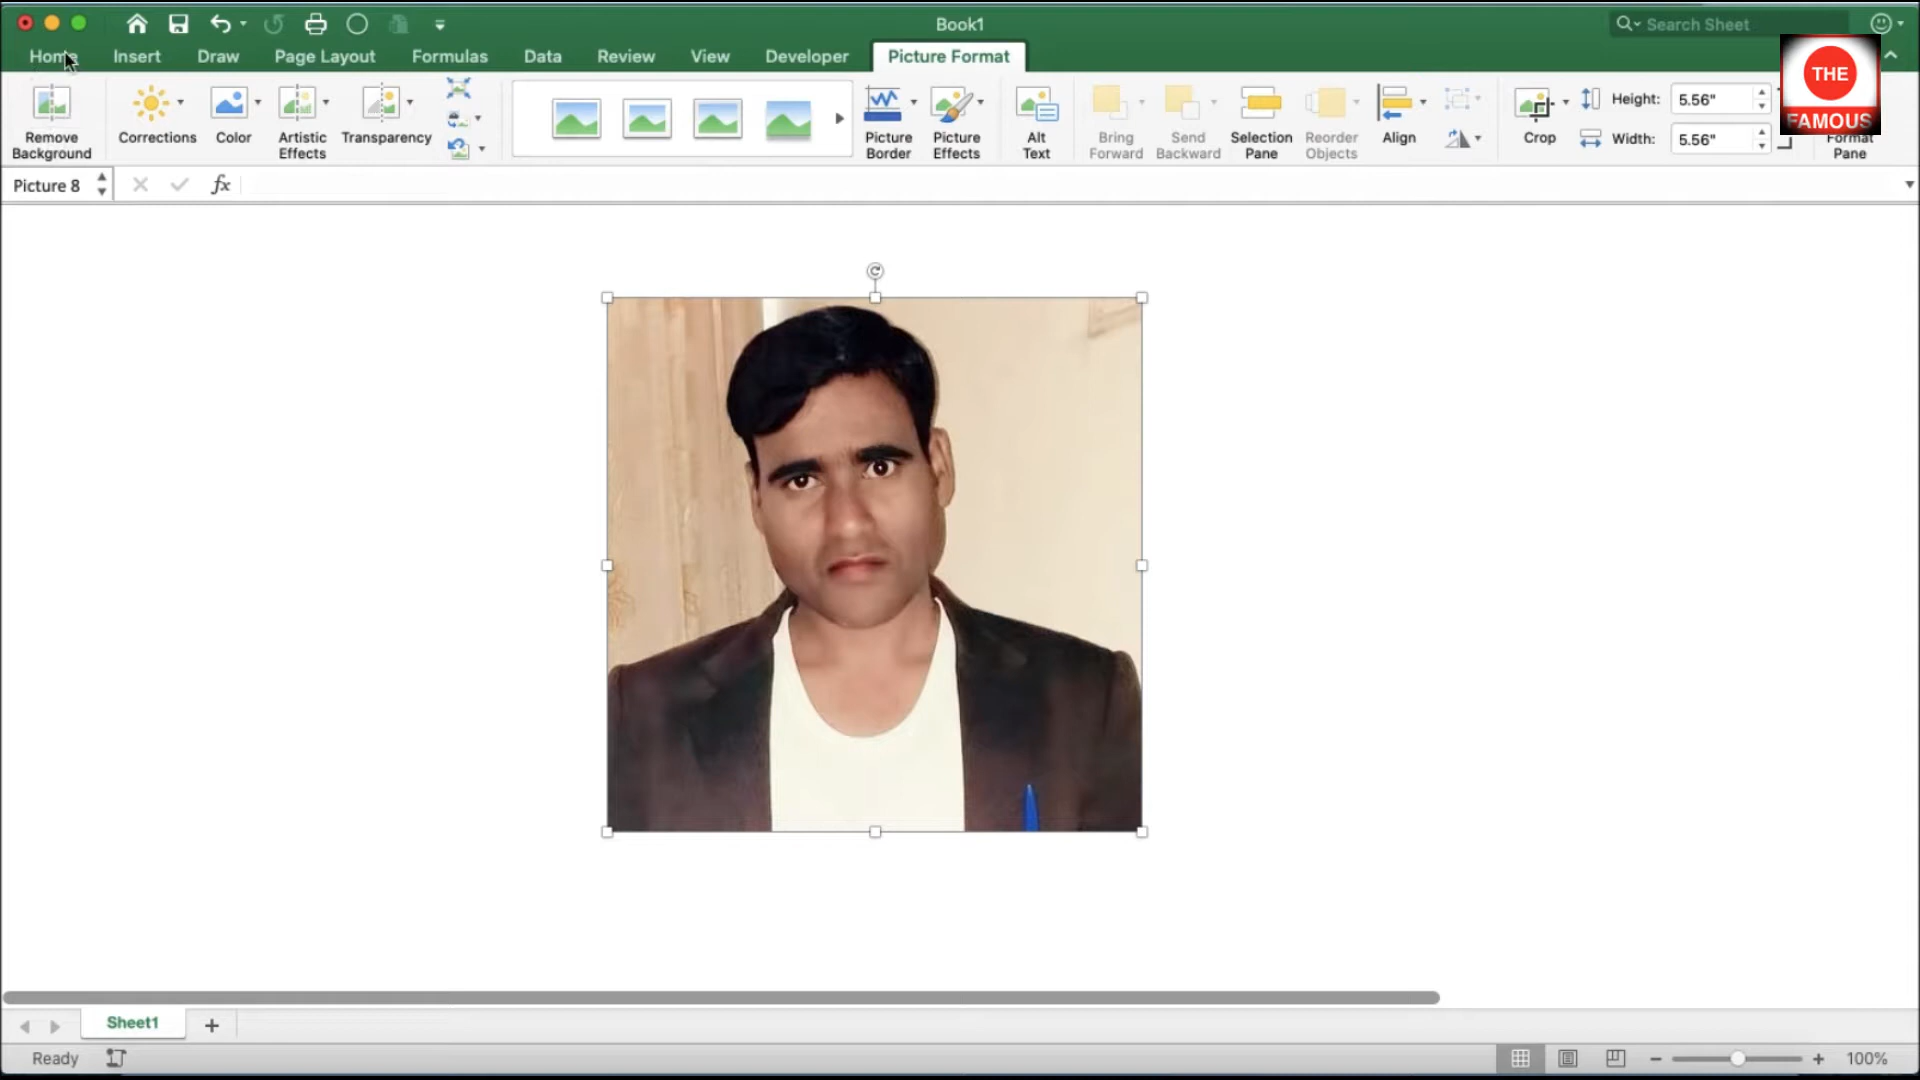 Book1
Search Sheet
Home Insert Draw Page Layout Formulas Data Review View Developer Picture Format
THE
FAMOUS
Remove
Background
Corrections
Color
Artistic
Effects
Transparency
Picture
Border
Picture
Effects
Alt
Text
Bring
Forward
Send
Backward
Selection
Pane
Reorder
Objects
Align
Crop
Height: 5.56"
Width: 5.56"
Format
Pane
Picture 8
fx
Sheet1
Ready
100%